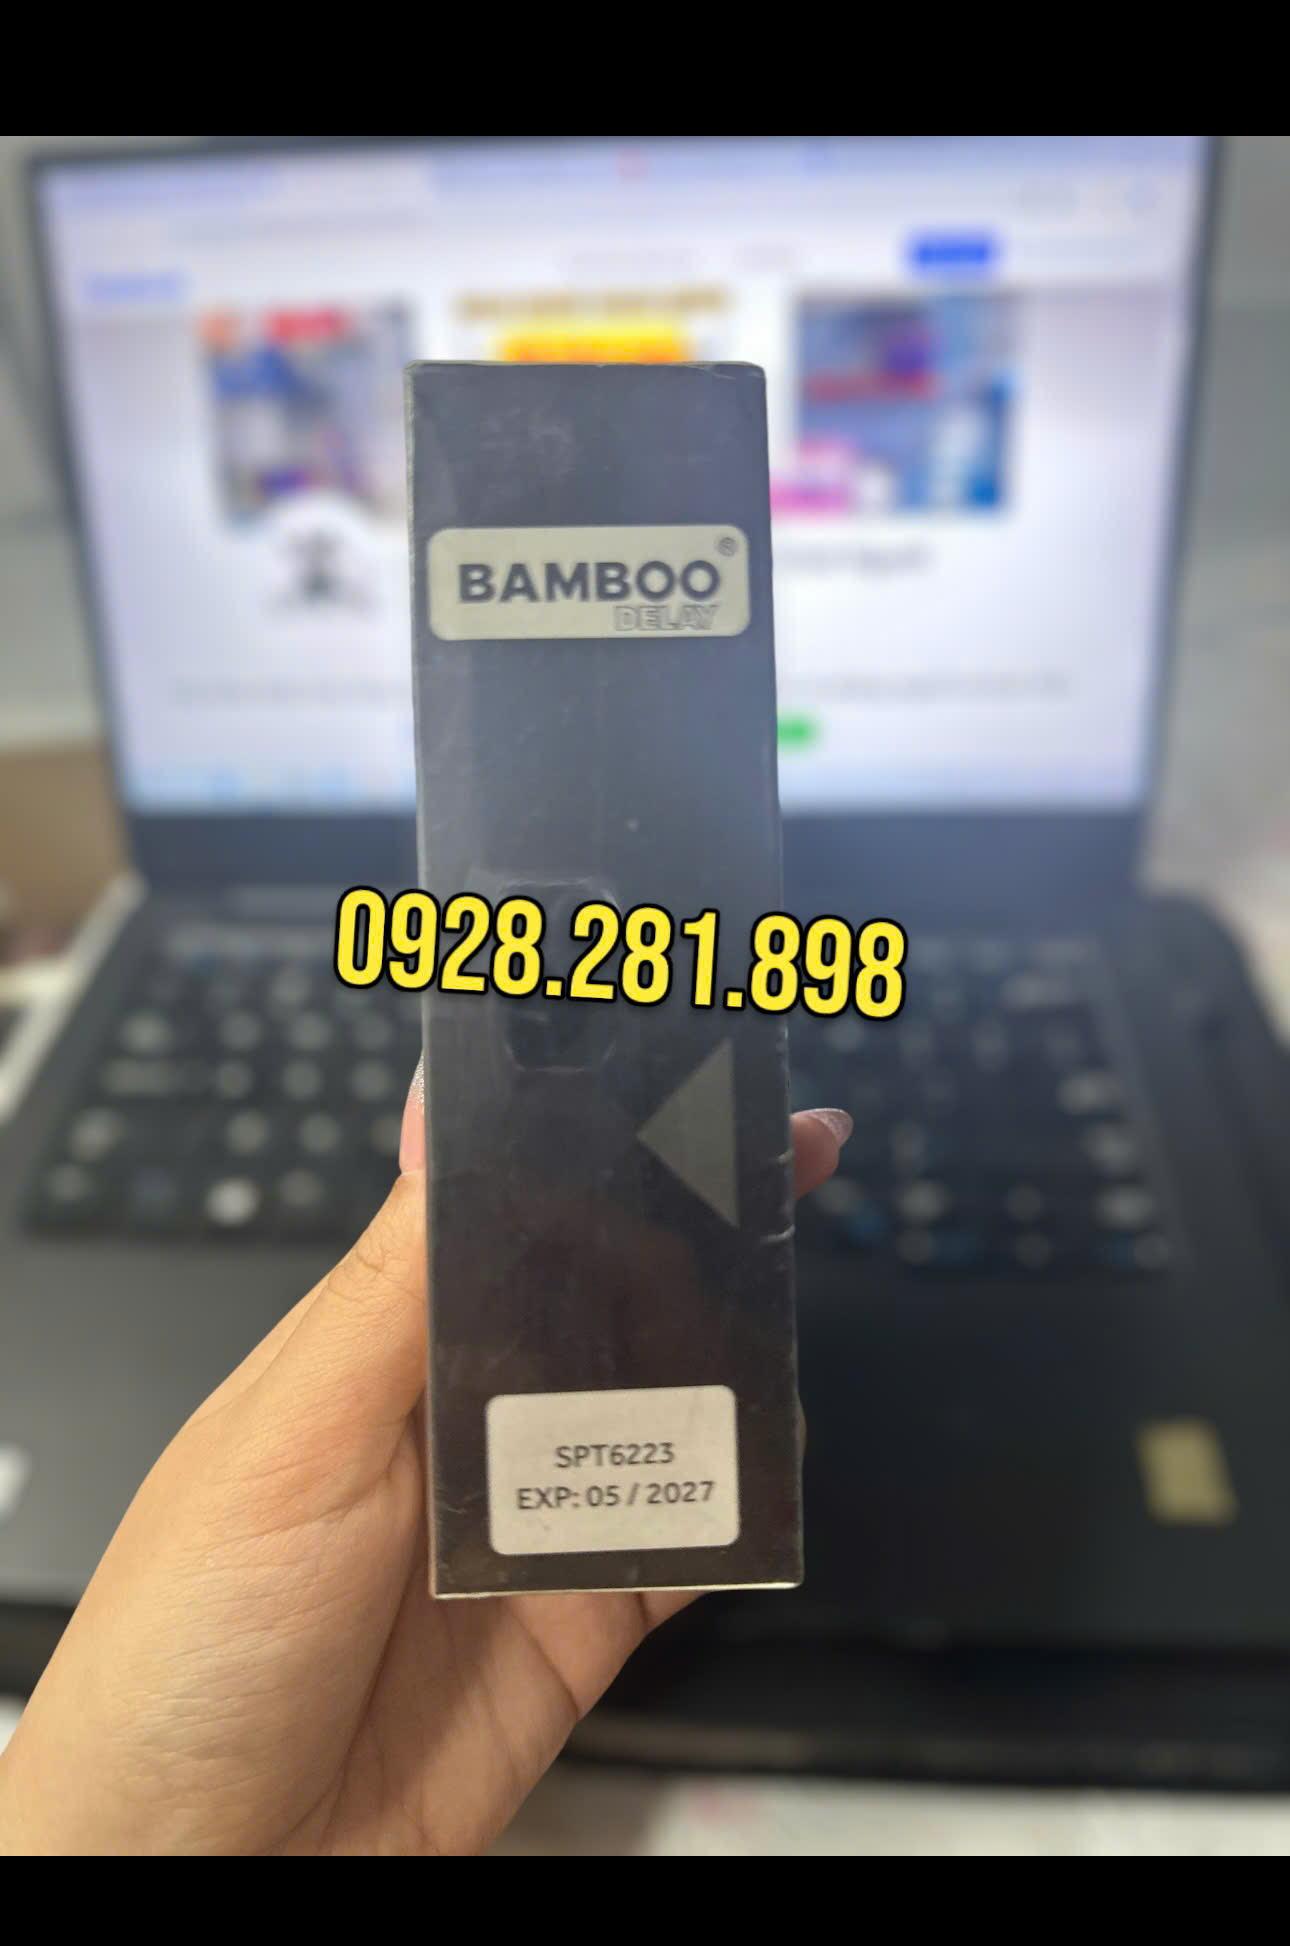 BAMBOO®
DELAY
0928.281.898
SPT6223
EXP: 05 / 2027